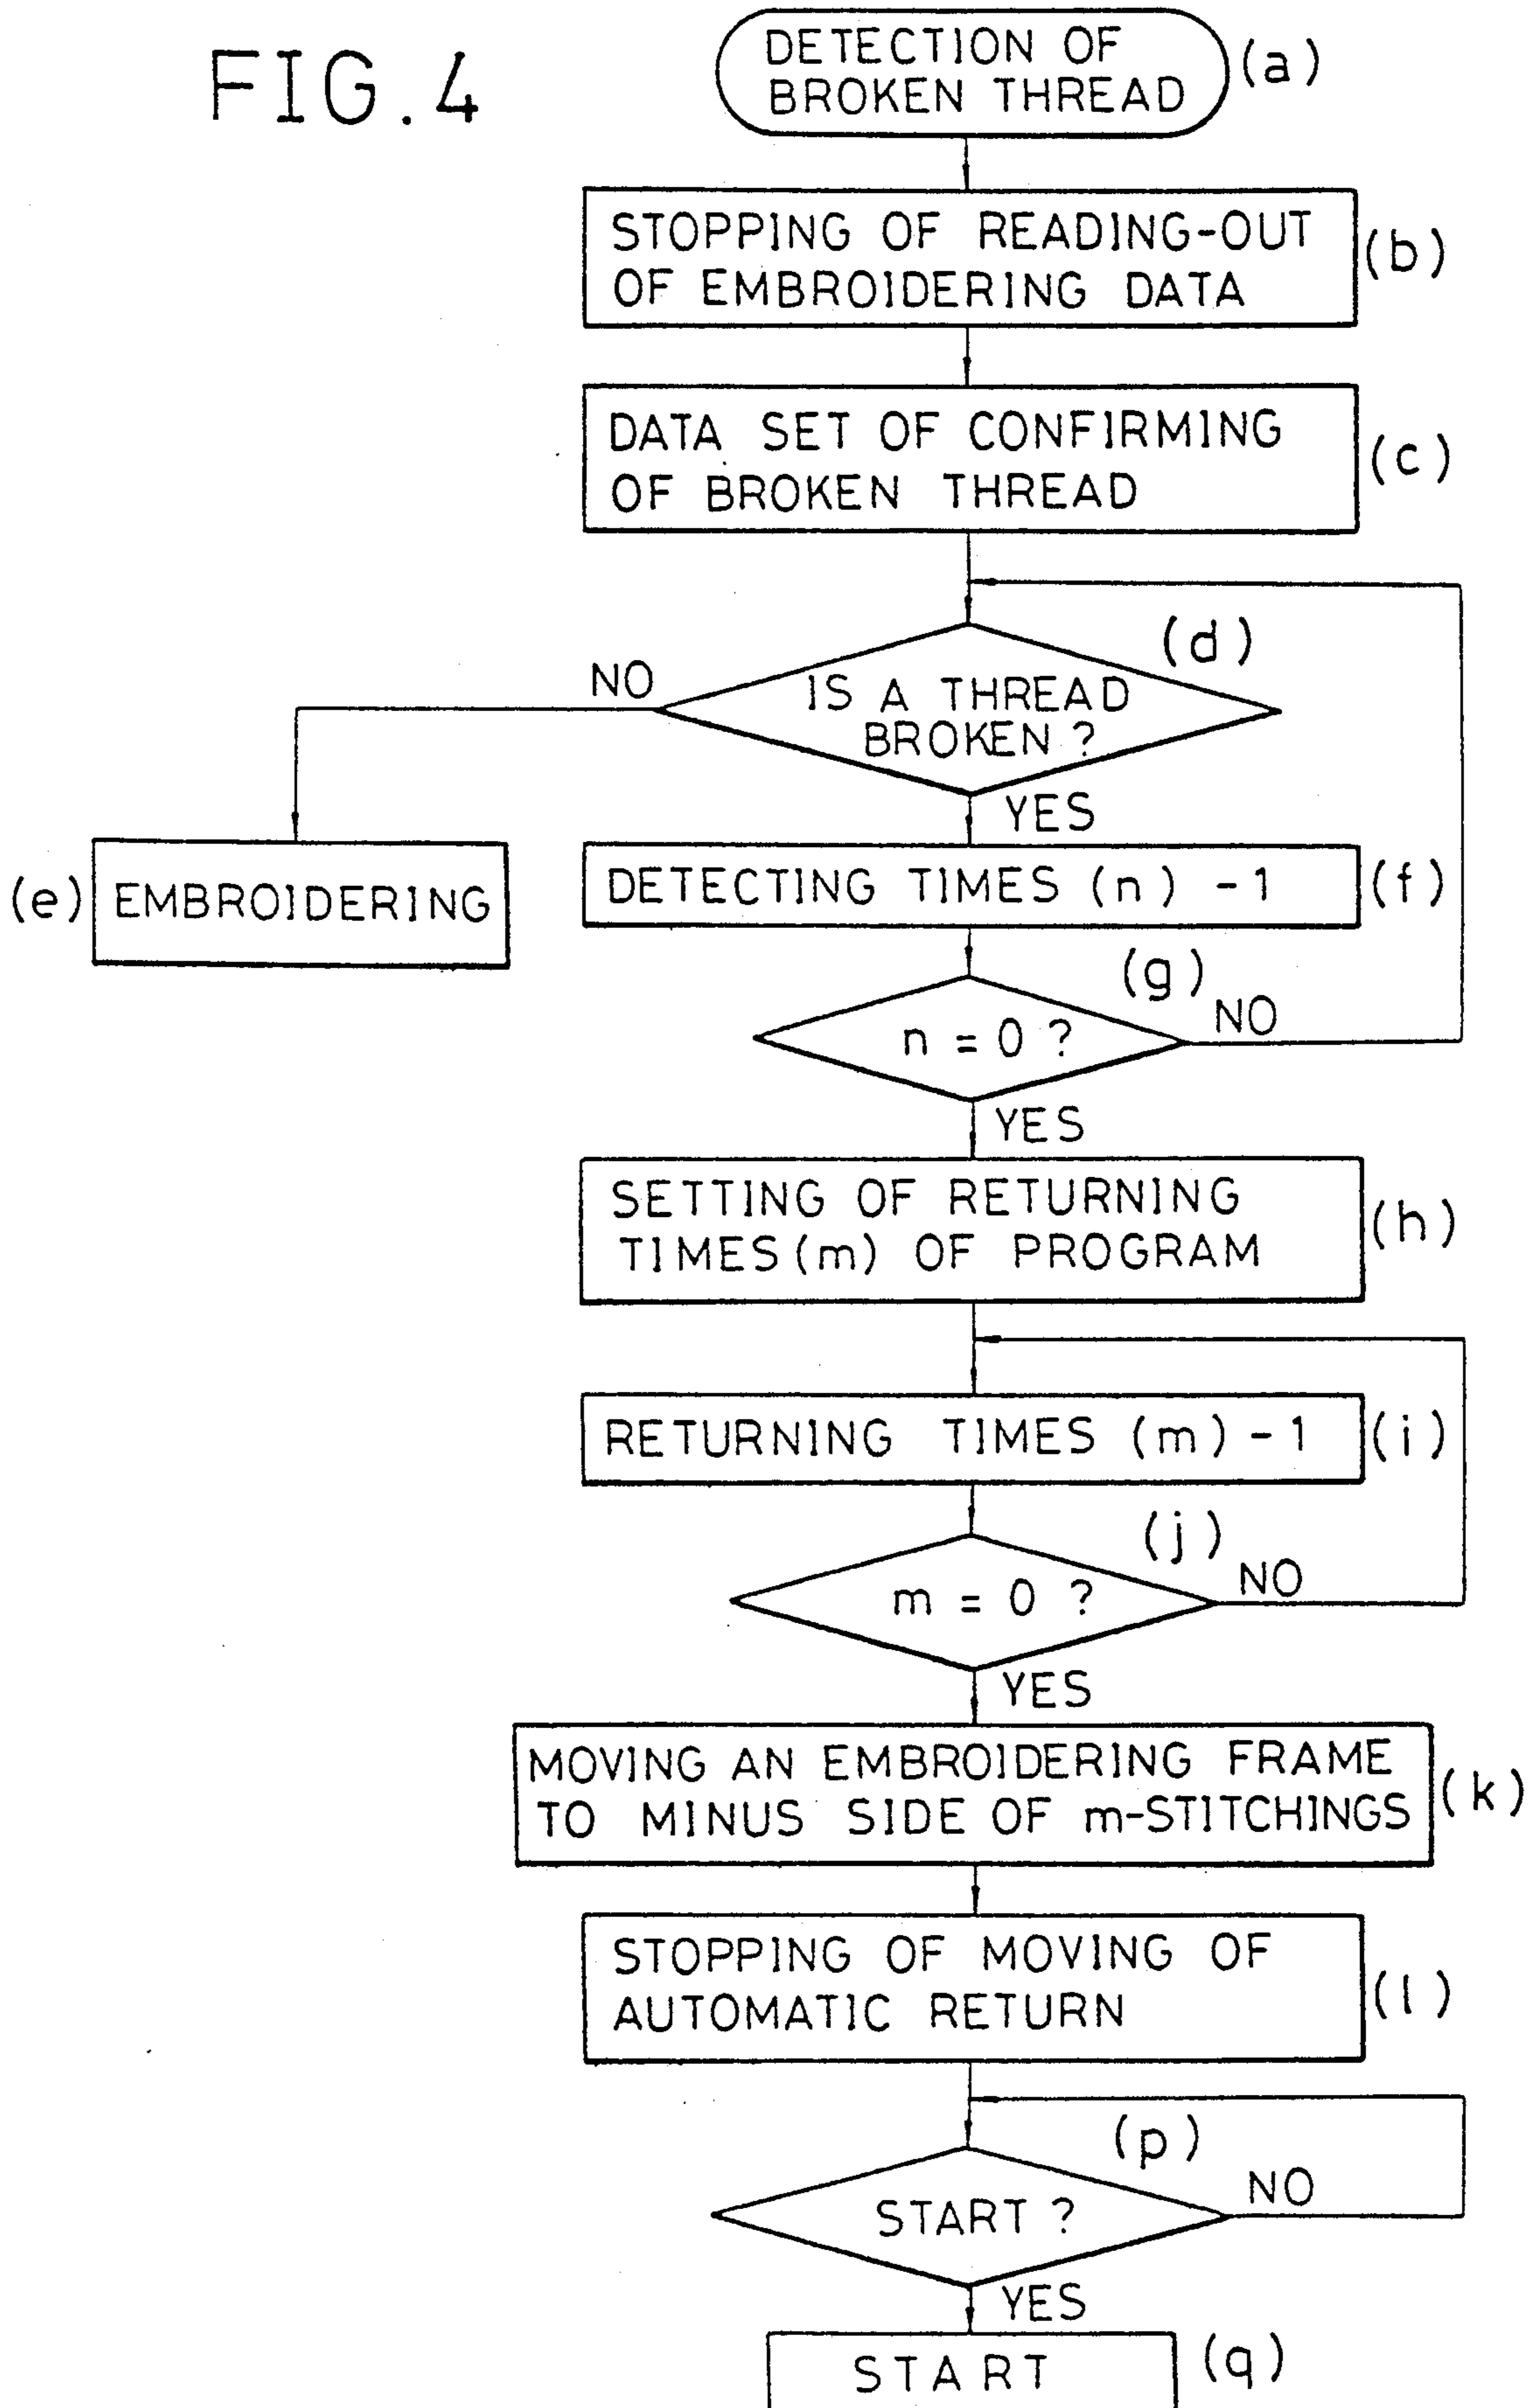 FIG. 4
DETECTION OF
BROKEN THREAD
(a)
STOPPING OF READING-OUT
OF EMBROIDERING DATA
(b)
DATA SET OF CONFIRMING
OF BROKEN THREAD
(c)
(d)
NO
IS A THREAD
BROKEN ?
YES
(e)
EMBROIDERING
DETECTING TIMES (n) -1
(f)
(g)
NO
n = 0 ?
YES
SETTING OF RETURNING
TIMES (m) OF PROGRAM
(h)
RETURNING TIMES (m) - 1
(i)
(j)
NO
m = 0 ?
YES
MOVING AN EMBROIDERING FRAME
TO MINUS SIDE OF m-STITCHINGS
(k)
STOPPING OF MOVING OF
AUTOMATIC RETURN
(l)
(p)
NO
START ?
YES
START
(q)